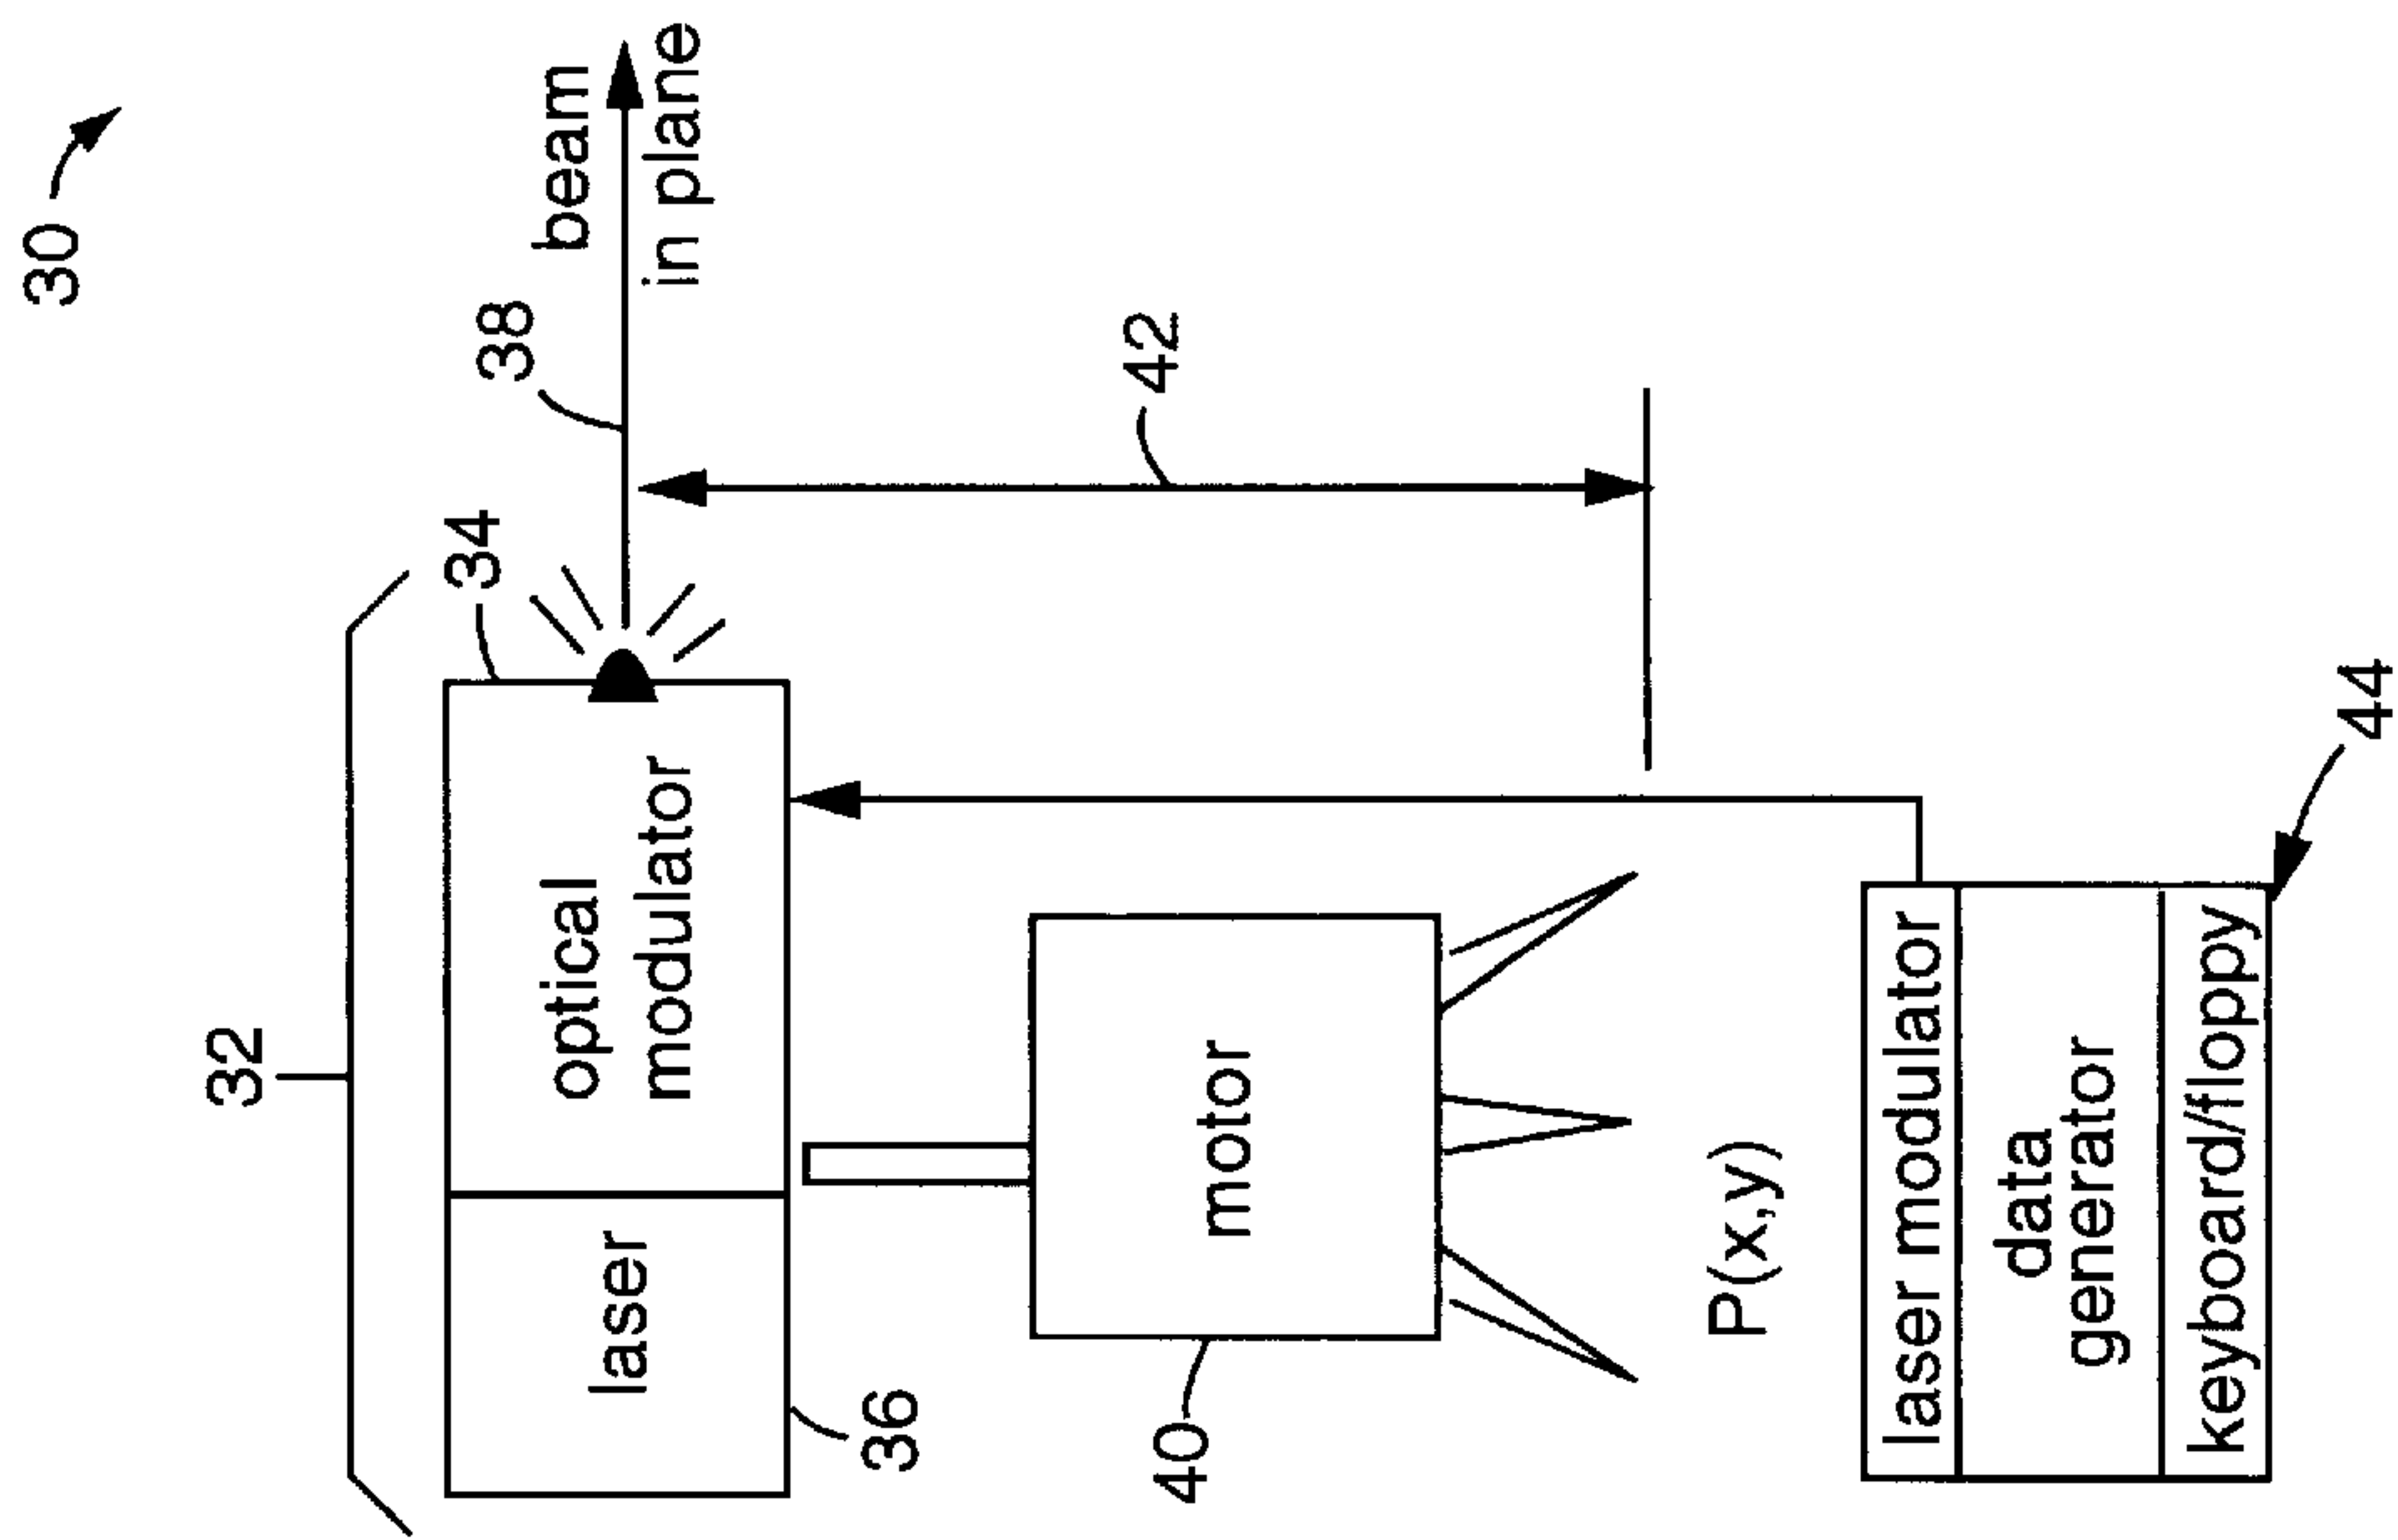 30
32
34
38
beam
in plane
optical
modulator
laser
36
42
motor
40
P(x,y)
laser modulator
data
generator
keyboard/floppy
44